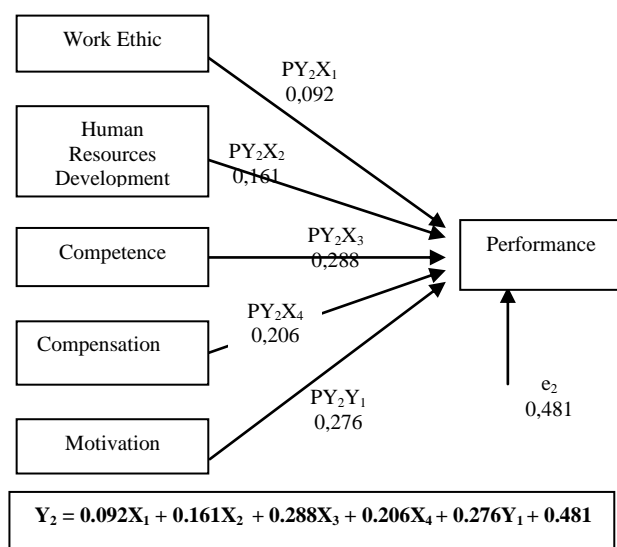 Work Ethic
PY₂X₁
0,092
Human
Resources
Development
PY₂X₂
0,161
Competence
PY₂X₃
0,288
Performance
Compensation
PY₂X₄
0,206
Motivation
PY₂Y₁
0,276
e₂
0,481
Y₂ = 0.092X₁ + 0.161X₂ + 0.288X₃ + 0.206X₄ + 0.276Y₁ + 0.481